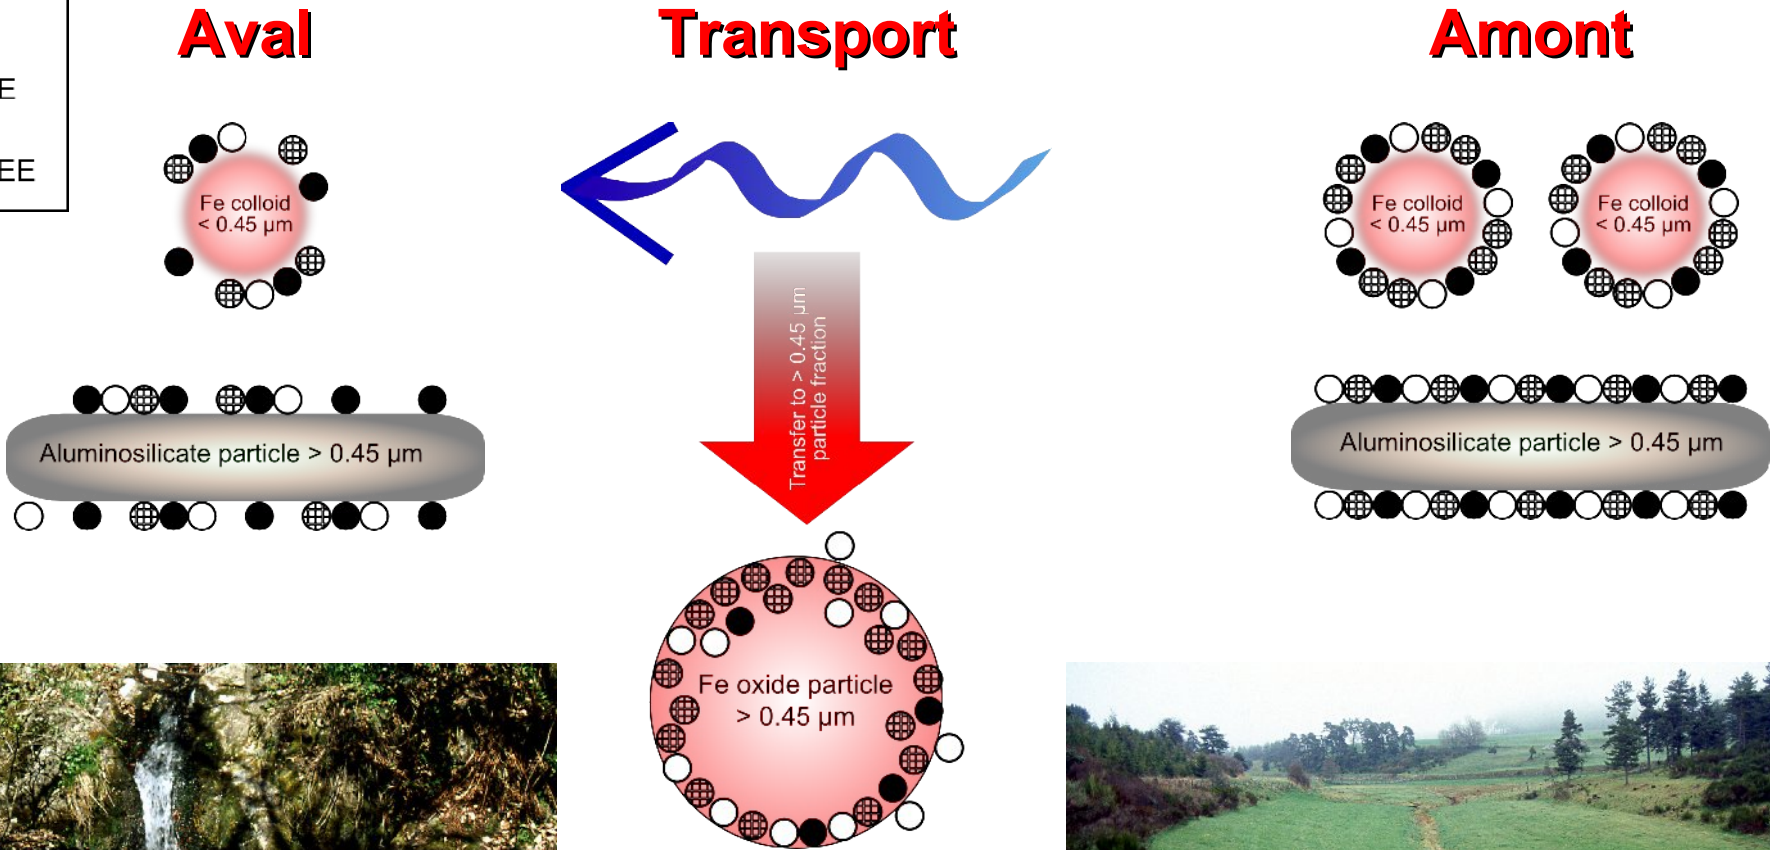 Aval
Transport
Amont
E
EE
Fe colloid
< 0.45 µm
Fe colloid
< 0.45 µm
Fe colloid
< 0.45 µm
Transfer to > 0.45 µm
particle fraction
Aluminosilicate particle > 0.45 µm
Aluminosilicate particle > 0.45 µm
Fe oxide particle
> 0.45 µm